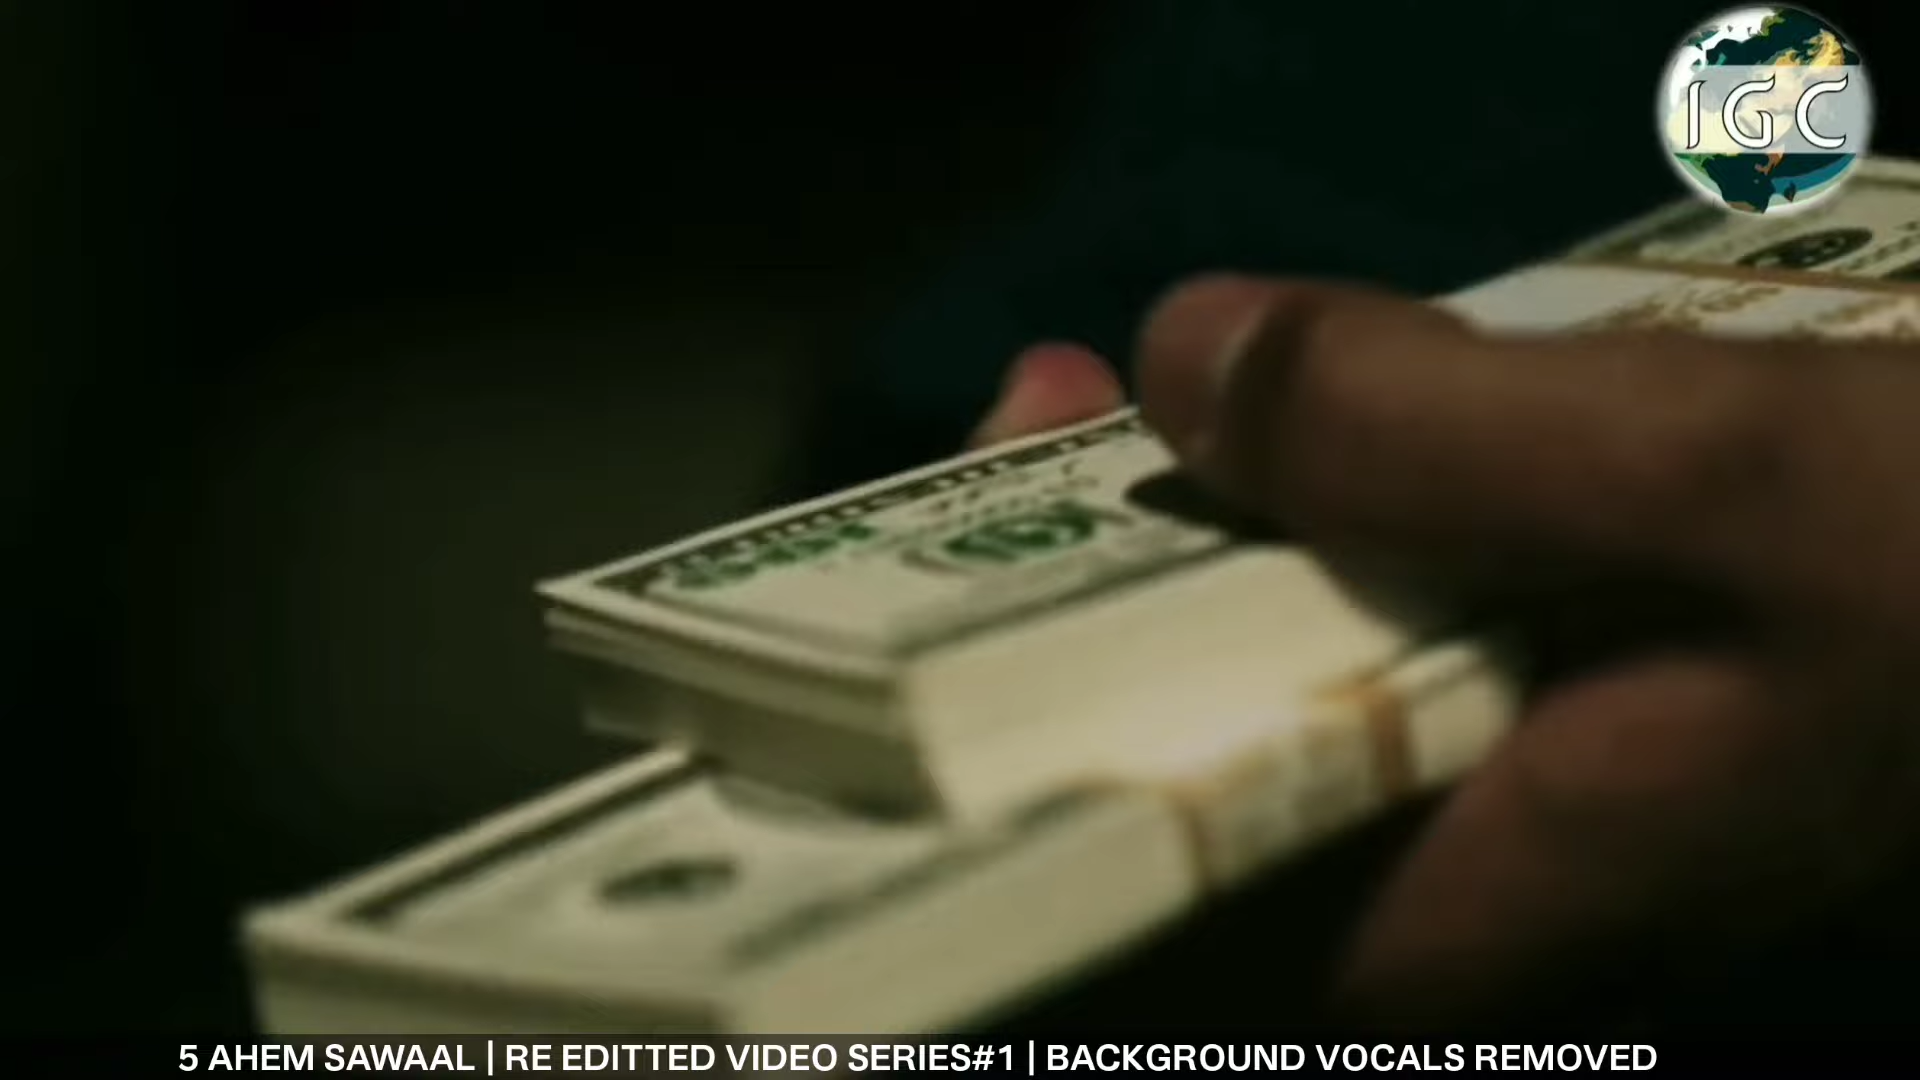 IGC
5 AHEM SAWAAL | RE EDITTED VIDEO SERIES#1 | BACKGROUND VOCALS REMOVED